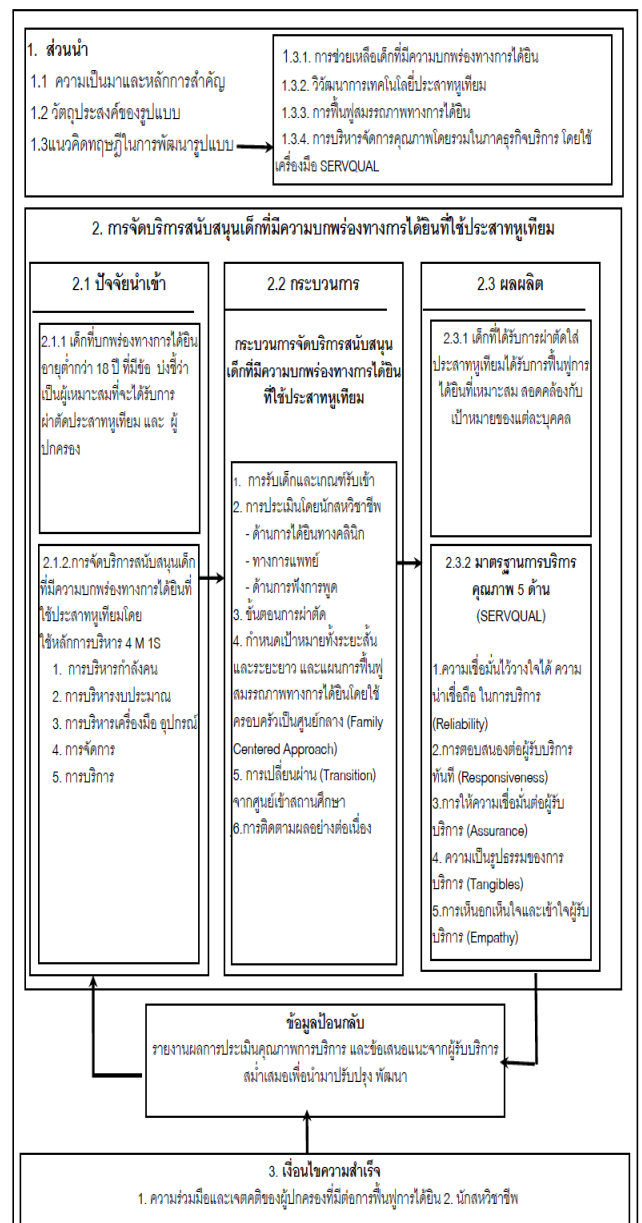 1. ส่วนนำ
1.1 ความเป็นมาและหลักการสำคัญ
1.2 วัตถุประสงค์ของรูปแบบ
1.3แนวคิดทฤษฎีในการพัฒนารูปแบบ
1.3.1. การช่วยเหลือเด็กที่มีความบกพร่องทางการได้ยิน
1.3.2. วิวัฒนาการเทคโนโลยี่ประสาทหูเทียม
1.3.3. การฟื้นฟูสมรรถภาพทางการได้ยิน
1.3.4. การบริหารจัดการคุณภาพโดยรวมในภาคธุรกิจบริการ โดยใช้
เครื่องมือ SERVQUAL
2. การจัดบริการสนับสนุนเด็กที่มีความบกพร่องทางการได้ยินที่ใช้ประสาทหูเทียม
2.1 ปัจจัยนำเข้า
2.1.1 เด็กที่บกพร่องทางการได้ยิน
อายุต่ำกว่า 18 ปี ที่มีข้อ บ่งชี้ว่า
เป็นผู้เหมาะสมที่จะได้รับการ
ผ่าตัดประสาทหูเทียม และ ผู้
ปกครอง
2.1.2.การจัดบริการสนับสนุนเด็ก
ที่มีความบกพร่องทางการได้ยินที่
ใช้ประสาทหูเทียมโดย
ใช้หลักการบริหาร 4 M 1S
1. การบริหารกำลังคน
2. การบริหารงบประมาณ
3. การบริหารเครื่องมือ อุปกรณ์
4. การจัดการ
5. การบริการ
2.2 กระบวนการ
กระบวนการจัดบริการสนับสนุน
เด็กที่มีความบกพร่องทางการได้ยิน
ที่ใช้ประสาทหูเทียม
1. การรับเด็กและเกณฑ์รับเข้า
2. การประเมินโดยนักสหวิชาชีพ
- ด้านการได้ยินทางคลินิก
- ทางการแพทย์
- ด้านการฟังการพูด
3. ขั้นตอนการผ่าตัด
4. กำหนดเป้าหมายทั้งระยะสั้น
และระยะยาว และแผนการฟื้นฟู
สมรรถภาพทางการได้ยินโดยใช้
ครอบครัวเป็นศูนย์กลาง (Family
Centered Approach)
5. การเปลี่ยนผ่าน (Transition)
จากศูนย์เข้าสถานศึกษา
6.การติดตามผลอย่างต่อเนื่อง
2.3 ผลผลิต
2.3.1 เด็กที่ได้รับการผ่าตัดใส่
ประสาทหูเทียมได้รับการฟื้นฟูการ
ได้ยินที่เหมาะสม สอดคล้องกับ
เป้าหมายของแต่ละบุคคล
2.3.2 มาตรฐานการบริการ
คุณภาพ 5 ด้าน
(SERVQUAL)
1.ความเชื่อมั่นไว้วางใจได้ ความ
น่าเชื่อถือ ในการบริการ
(Reliability)
2.การตอบสนองต่อผู้รับบริการ
ทันที (Responsiveness)
3.การให้ความเชื่อมั่นต่อผู้รับ
บริการ (Assurance)
4. ความเป็นรูปธรรมของการ
บริการ (Tangibles)
5.การเห็นอกเห็นใจและเข้าใจผู้รับ
บริการ (Empathy)
ข้อมูลป้อนกลับ
รายงานผลการประเมินคุณภาพการบริการ และข้อเสนอแนะจากผู้รับบริการ
สม่ำเสมอเพื่อนำมาปรับปรุง พัฒนา
3. เงื่อนไขความสำเร็จ
1. ความร่วมมือและเจตคติของผู้ปกครองที่มีต่อการฟื้นฟูการได้ยิน 2. นักสหวิชาชีพ